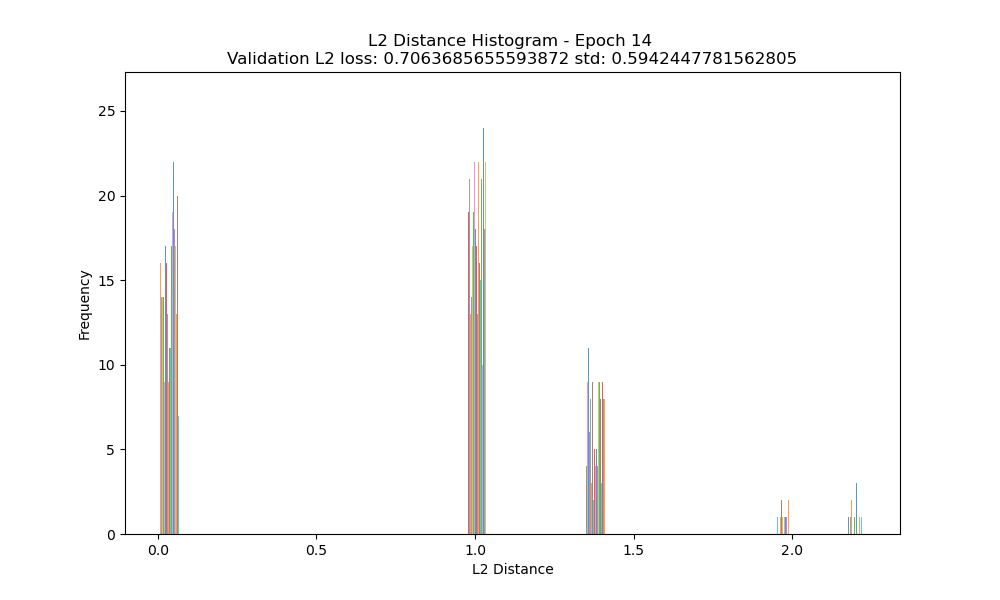 L2 Distance Histogram - Epoch 14
Validation L2 loss: 0.7063685655593872 std: 0.5942447781562805
25
20
15
10
5
0
Frequency
0.0 0.5 1.0 1.5 2.0
L2 Distance